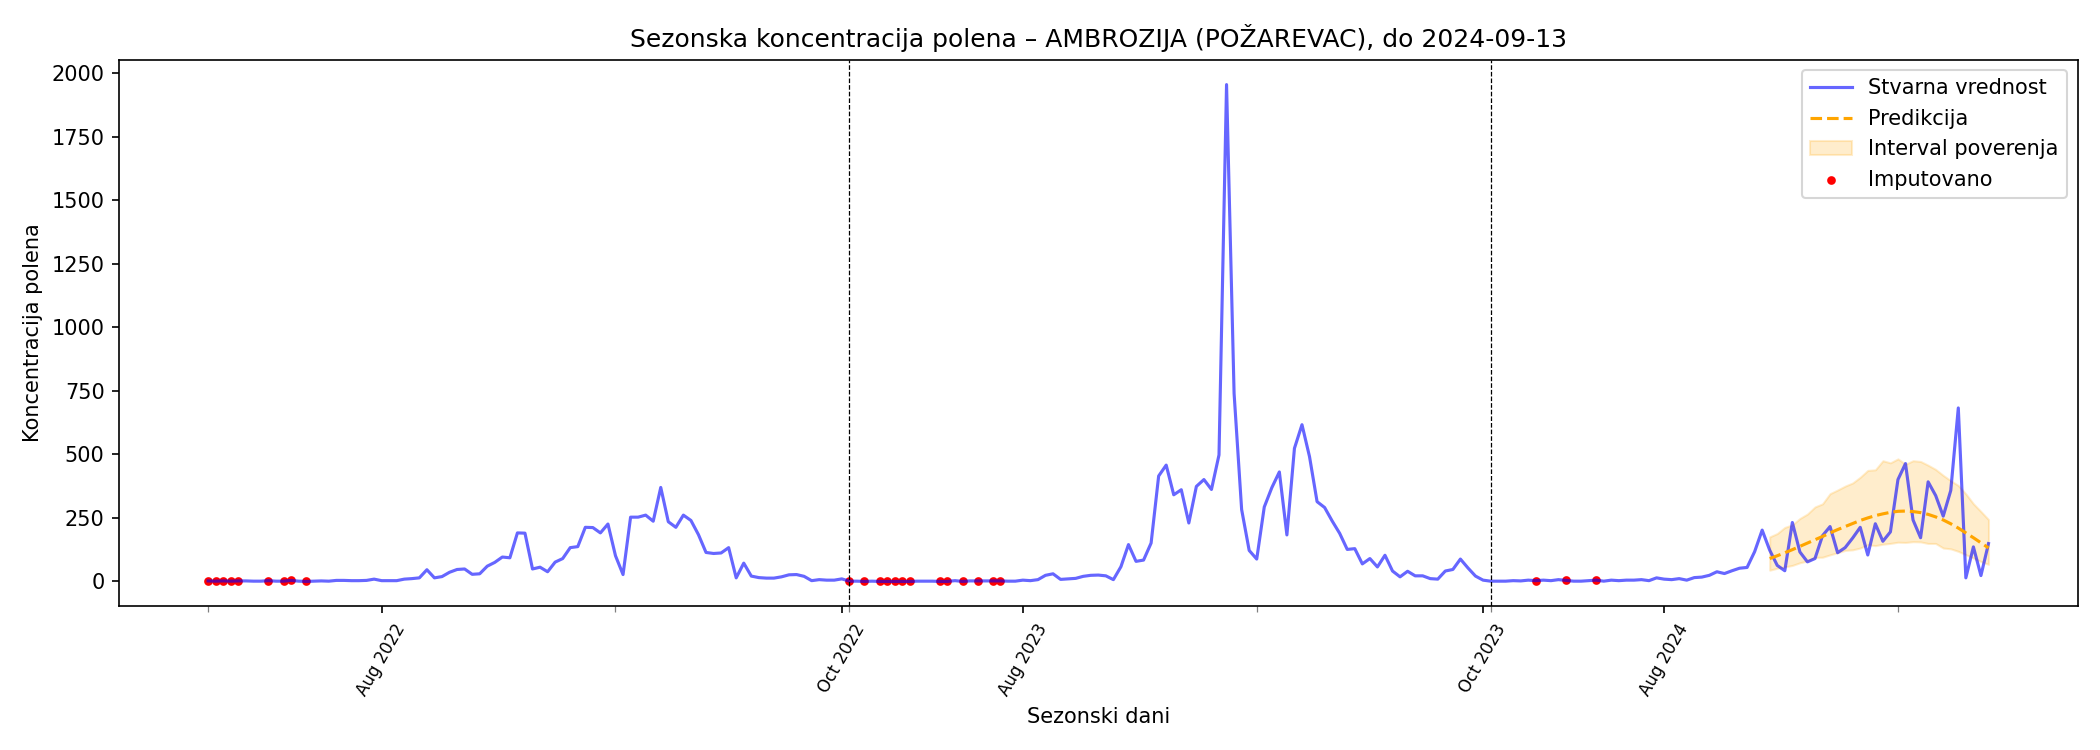 Sezonska koncentracija polena – AMBROZIJA (POŽAREVAC), do 2024-09-13
Koncentracija polena
2000
1750
1500
1250
1000
750
500
250
0
Stvarna vrednost
Predikcija
Interval poverenja
Imputovano
Aug 2022
Oct 2022
Aug 2023
Oct 2023
Aug 2024
Sezonski dani